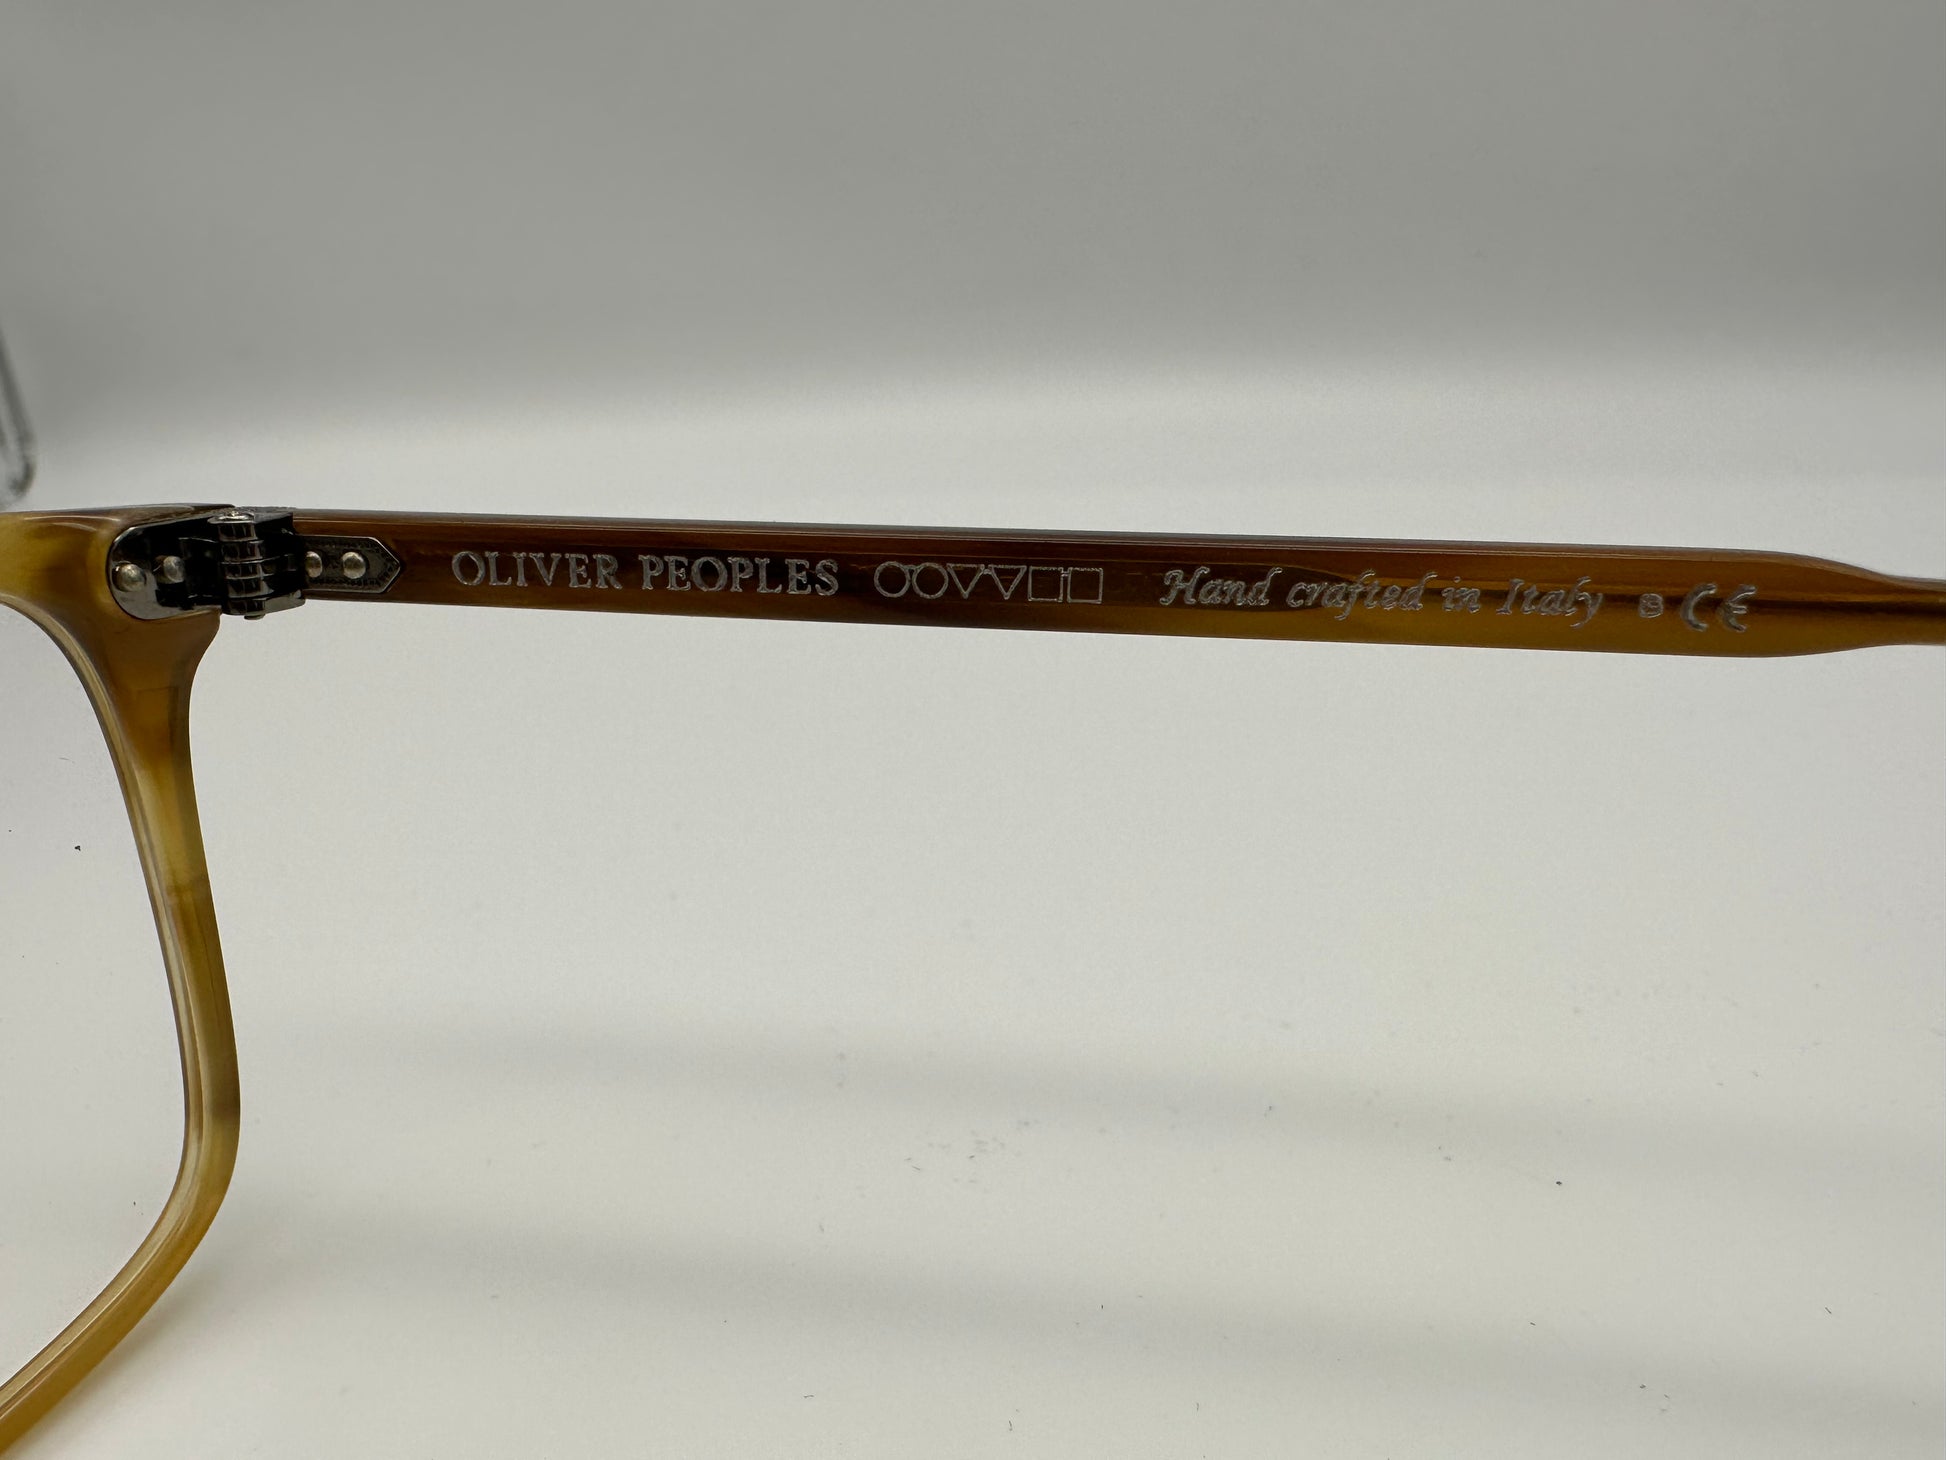 OLIVER PEOPLES Hand crafted in Italy CE